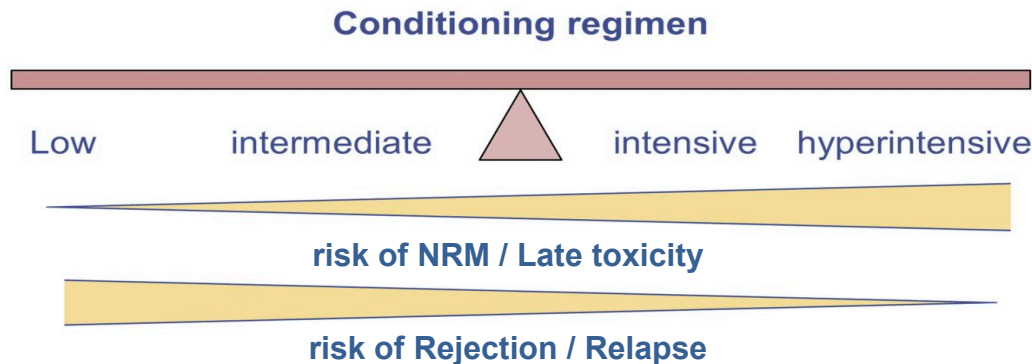 Conditioning regimen
Low intermediate intensive hyperintensive
risk of NRM / Late toxicity
risk of Rejection / Relapse